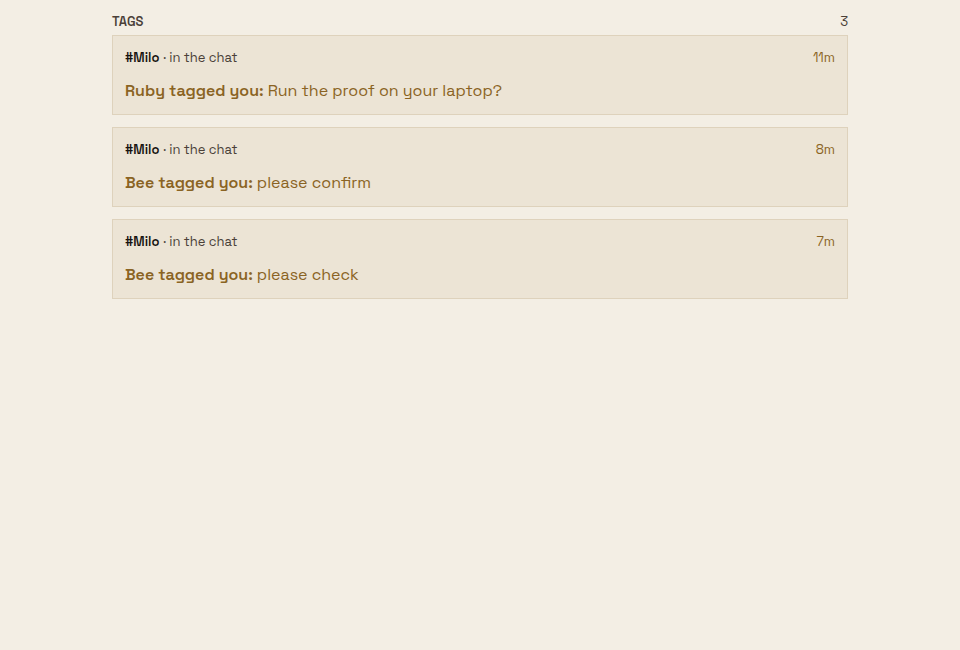 TAGS 3
#Milo · in the chat 11m
Ruby tagged you: Run the proof on your laptop?
#Milo · in the chat 8m
Bee tagged you: please confirm
#Milo · in the chat 7m
Bee tagged you: please check